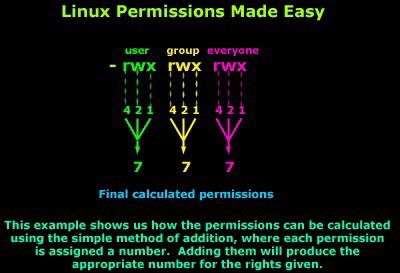 Linux Permissions Made Easy
user group everyone
- rwx rwx rwx
4 2 1 4 2 1 4 2 1
7 7 7
Final calculated permissions
This example shows us how the permissions can be calculated
using the simple method of addition, where each permission
is assigned a number. Adding them will produce the
appropriate number for the rights given.